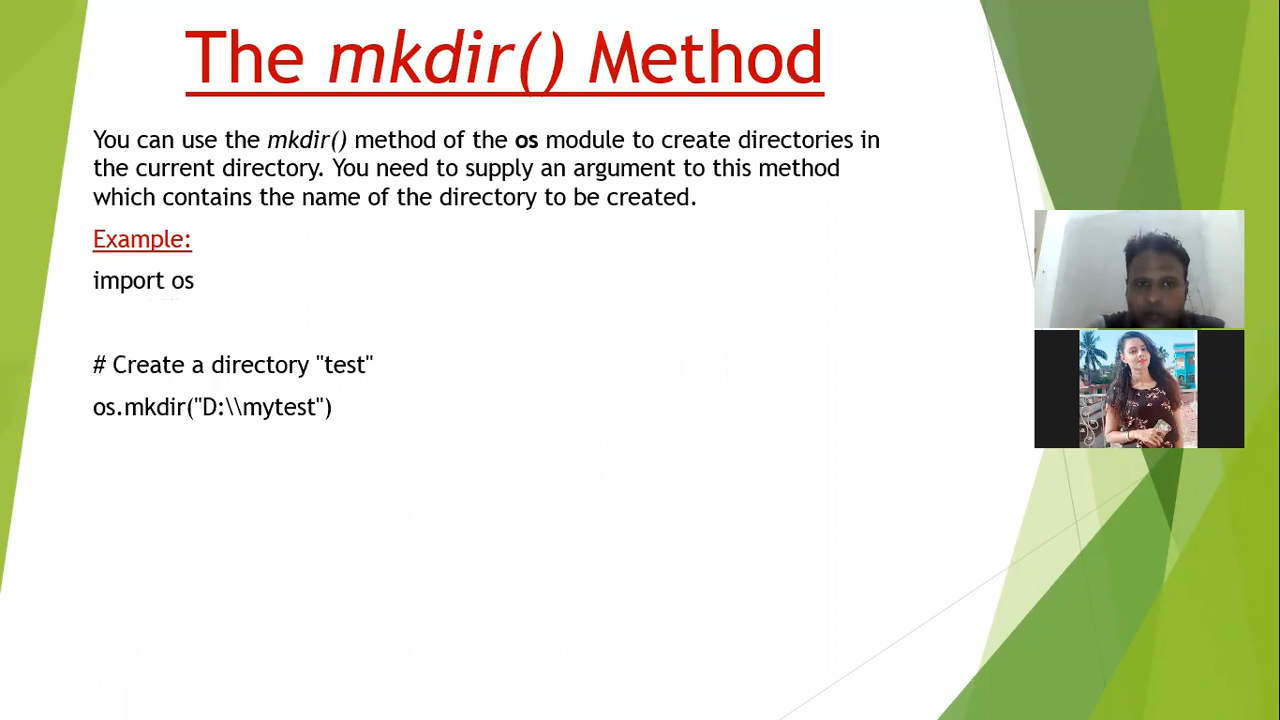 The mkdir() Method
You can use the mkdir() method of the os module to create directories in
the current directory. You need to supply an argument to this method
which contains the name of the directory to be created.
Example:
import os
# Create a directory "test"
os.mkdir("D:\\mytest")